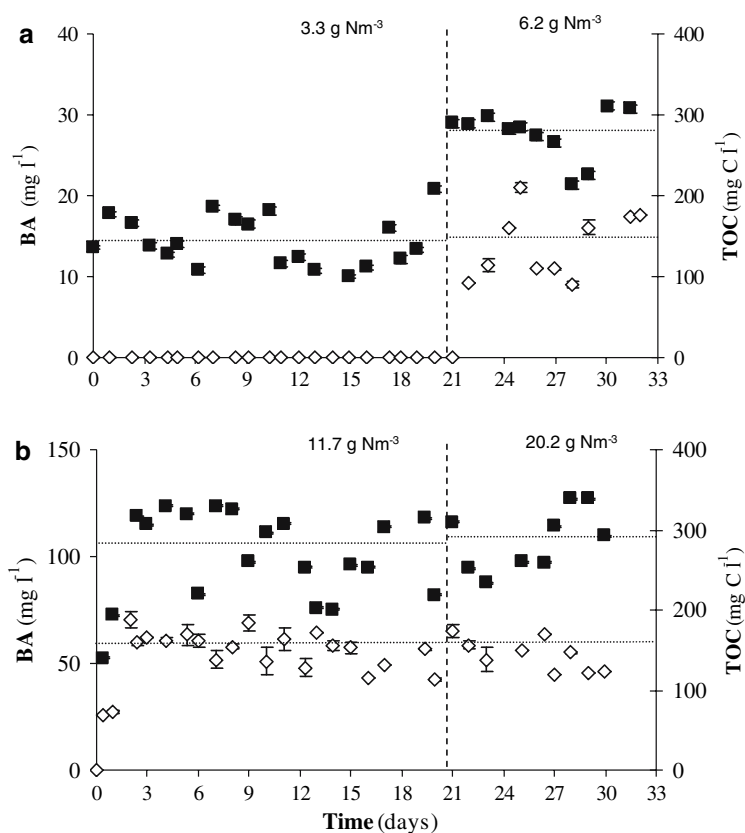 a
3.3 g Nm-3
6.2 g Nm-3
BA (mg l-1)
40
30
20
10
0
TOC (mg C l-1)
400
300
200
100
0
0 3 6 9 12 15 18 21 24 27 30 33
b
11.7 g Nm-3
20.2 g Nm-3
BA (mg l-1)
150
100
50
0
TOC (mg C l-1)
400
300
200
100
0
0 3 6 9 12 15 18 21 24 27 30 33
Time (days)